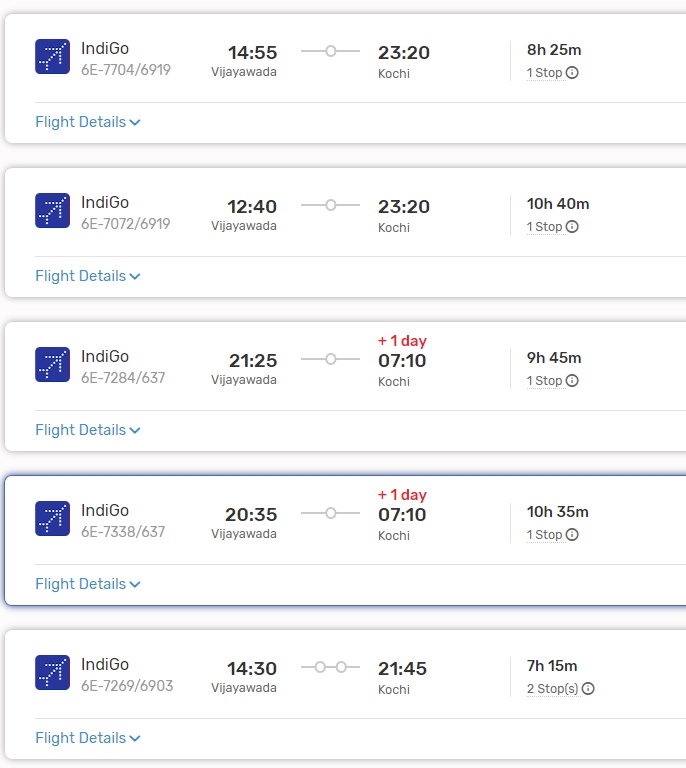 IndiGo 14:55 23:20 8h 25m
6E-7704/6919 Vijayawada Kochi 1 Stop
Flight Details
IndiGo 12:40 23:20 10h 40m
6E-7072/6919 Vijayawada Kochi 1 Stop
Flight Details
+ 1 day
IndiGo 21:25 07:10 9h 45m
6E-7284/637 Vijayawada Kochi 1 Stop
Flight Details
+ 1 day
IndiGo 20:35 07:10 10h 35m
6E-7338/637 Vijayawada Kochi 1 Stop
Flight Details
IndiGo 14:30 21:45 7h 15m
6E-7269/6903 Vijayawada Kochi 2 Stop(s)
Flight Details